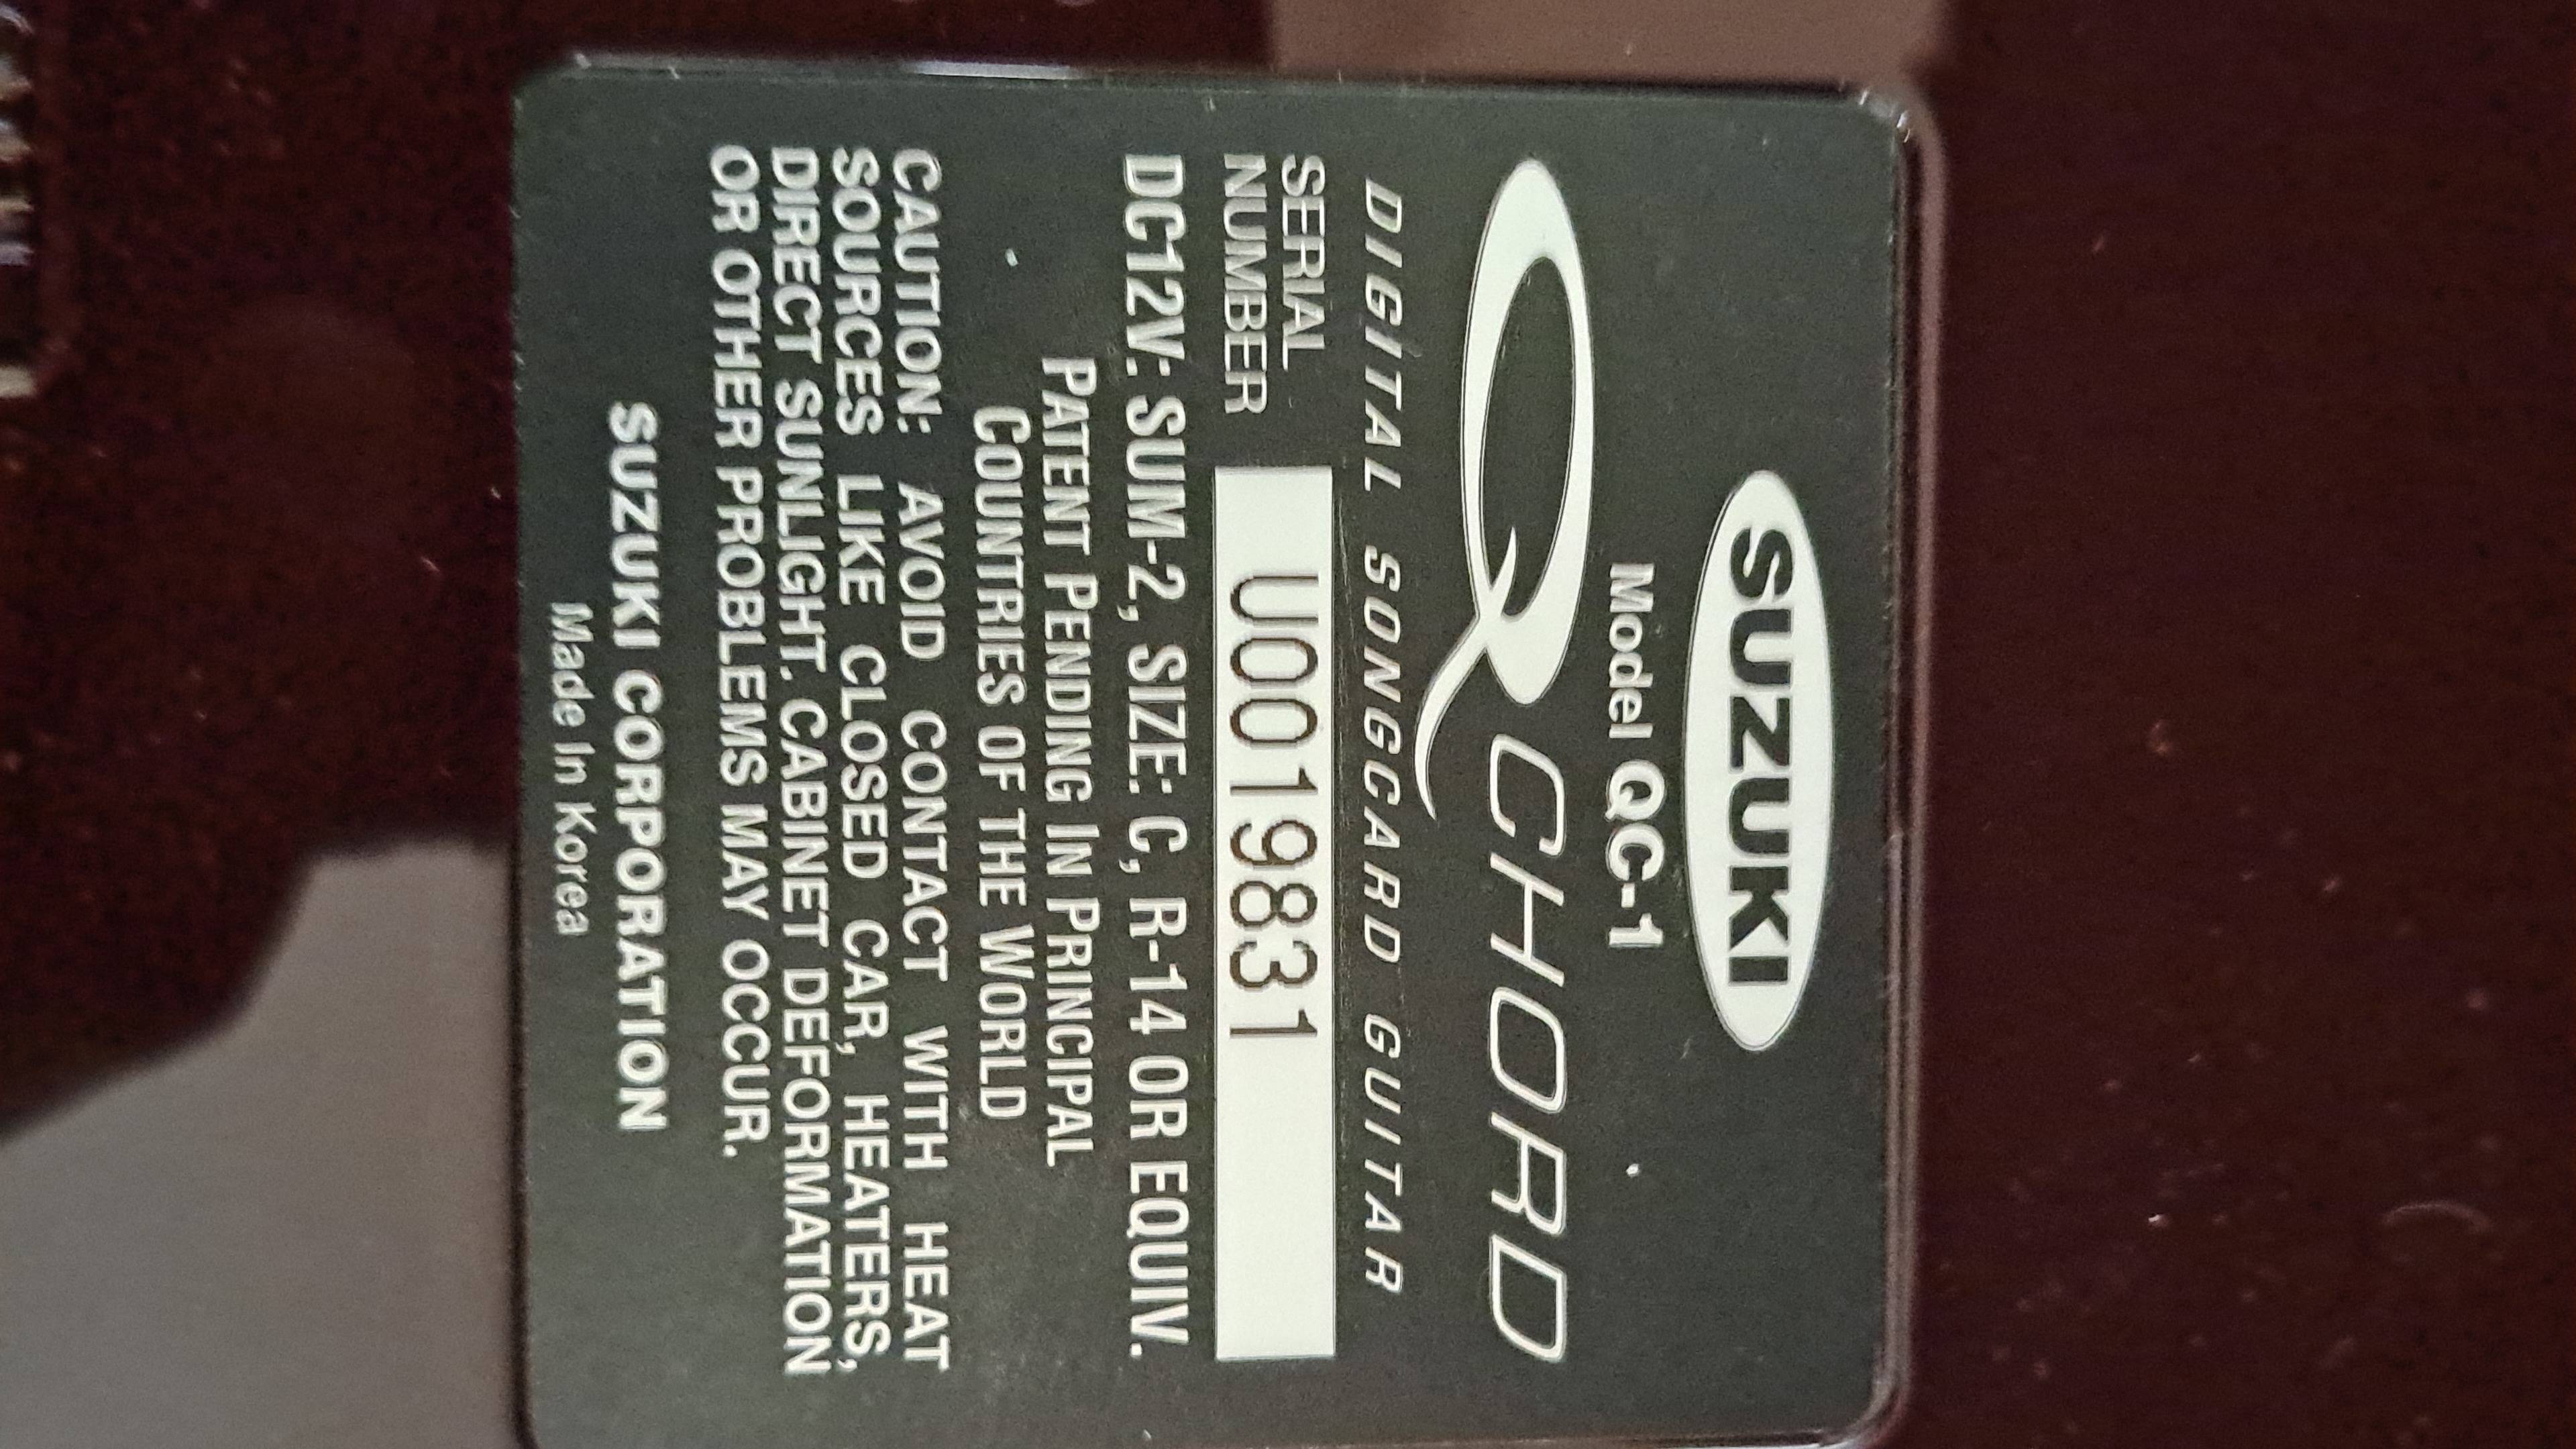 SUZUKI
Model QC-1
QCHORD
DIGITAL SONGCARD GUITAR
SERIAL
NUMBER
U0019831
DC12V: SUM-2, SIZE: C, R-14 OR EQUIV.
PATENT PENDING IN PRINCIPAL
COUNTRIES OF THE WORLD
CAUTION: AVOID CONTACT WITH HEAT
SOURCES LIKE CLOSED CAR, HEATERS,
DIRECT SUNLIGHT. CABINET DEFORMATION
OR OTHER PROBLEMS MAY OCCUR.
SUZUKI CORPORATION
Made In Korea